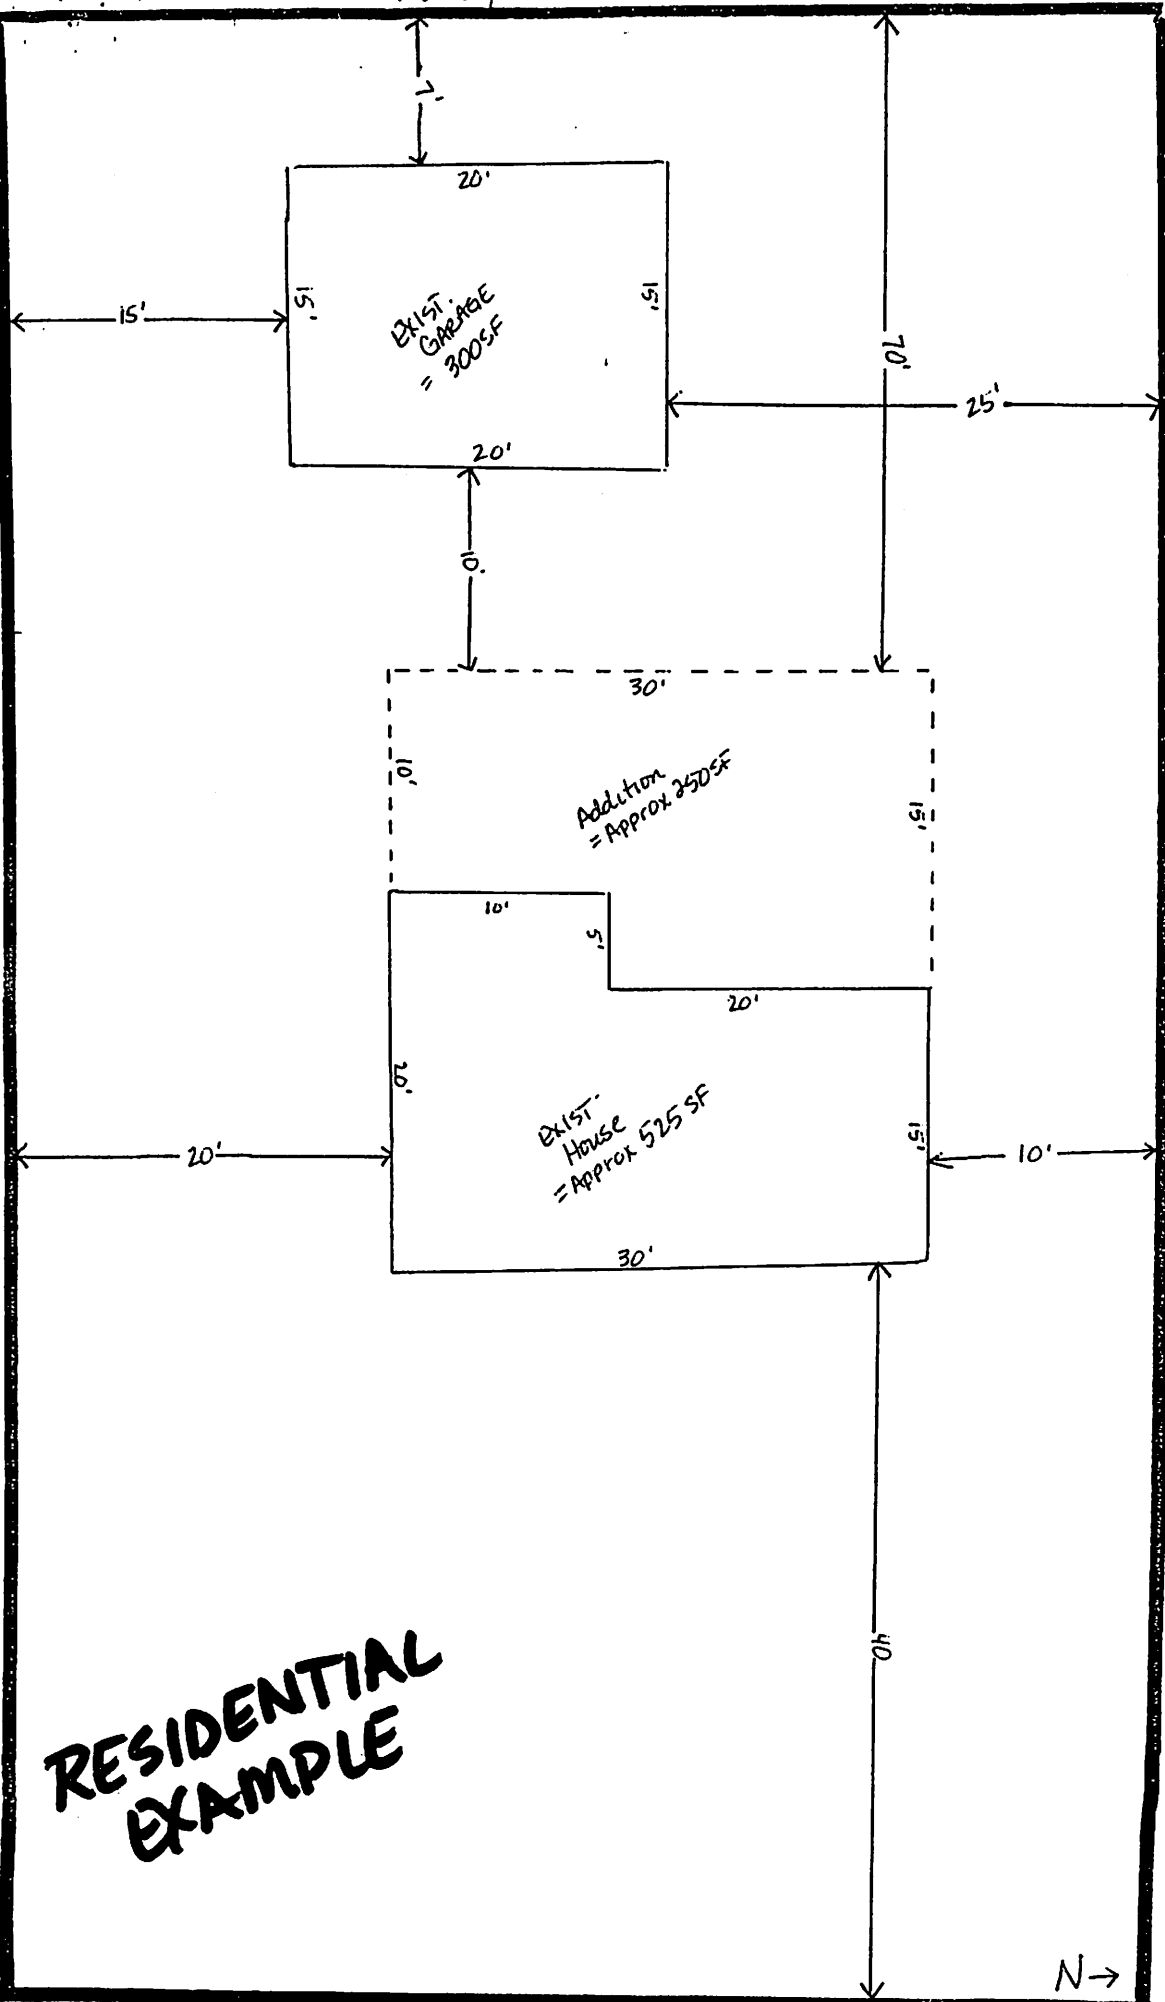 7'
20'
15'
15'
15'
EXIST.
GARAGE
= 300SF
70'
25'
20'
10'
30'
10'
Addition
= Approx 250SF
15'
10'
5'
20'
20'
EXIST.
House
= Approx 525 SF
15'
20'
10'
30'
40
RESIDENTIAL
EXAMPLE
N→